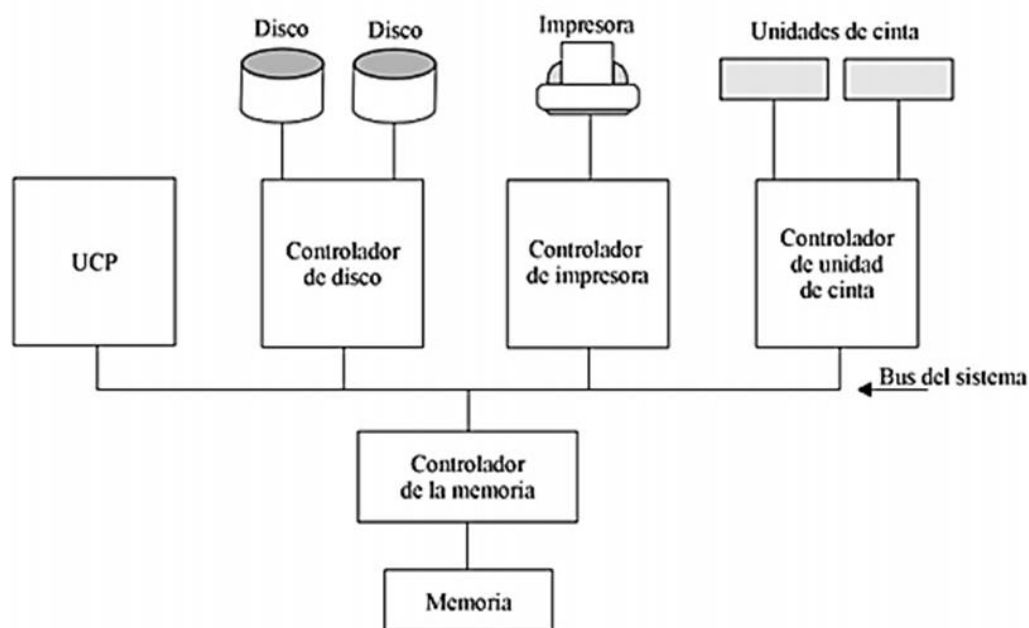 Disco
Disco
Impresora
Unidades de cinta
UCP
Controlador
de disco
Controlador
de impresora
Controlador
de unidad
de cinta
Bus del sistema
Controlador
de la memoria
Memoria